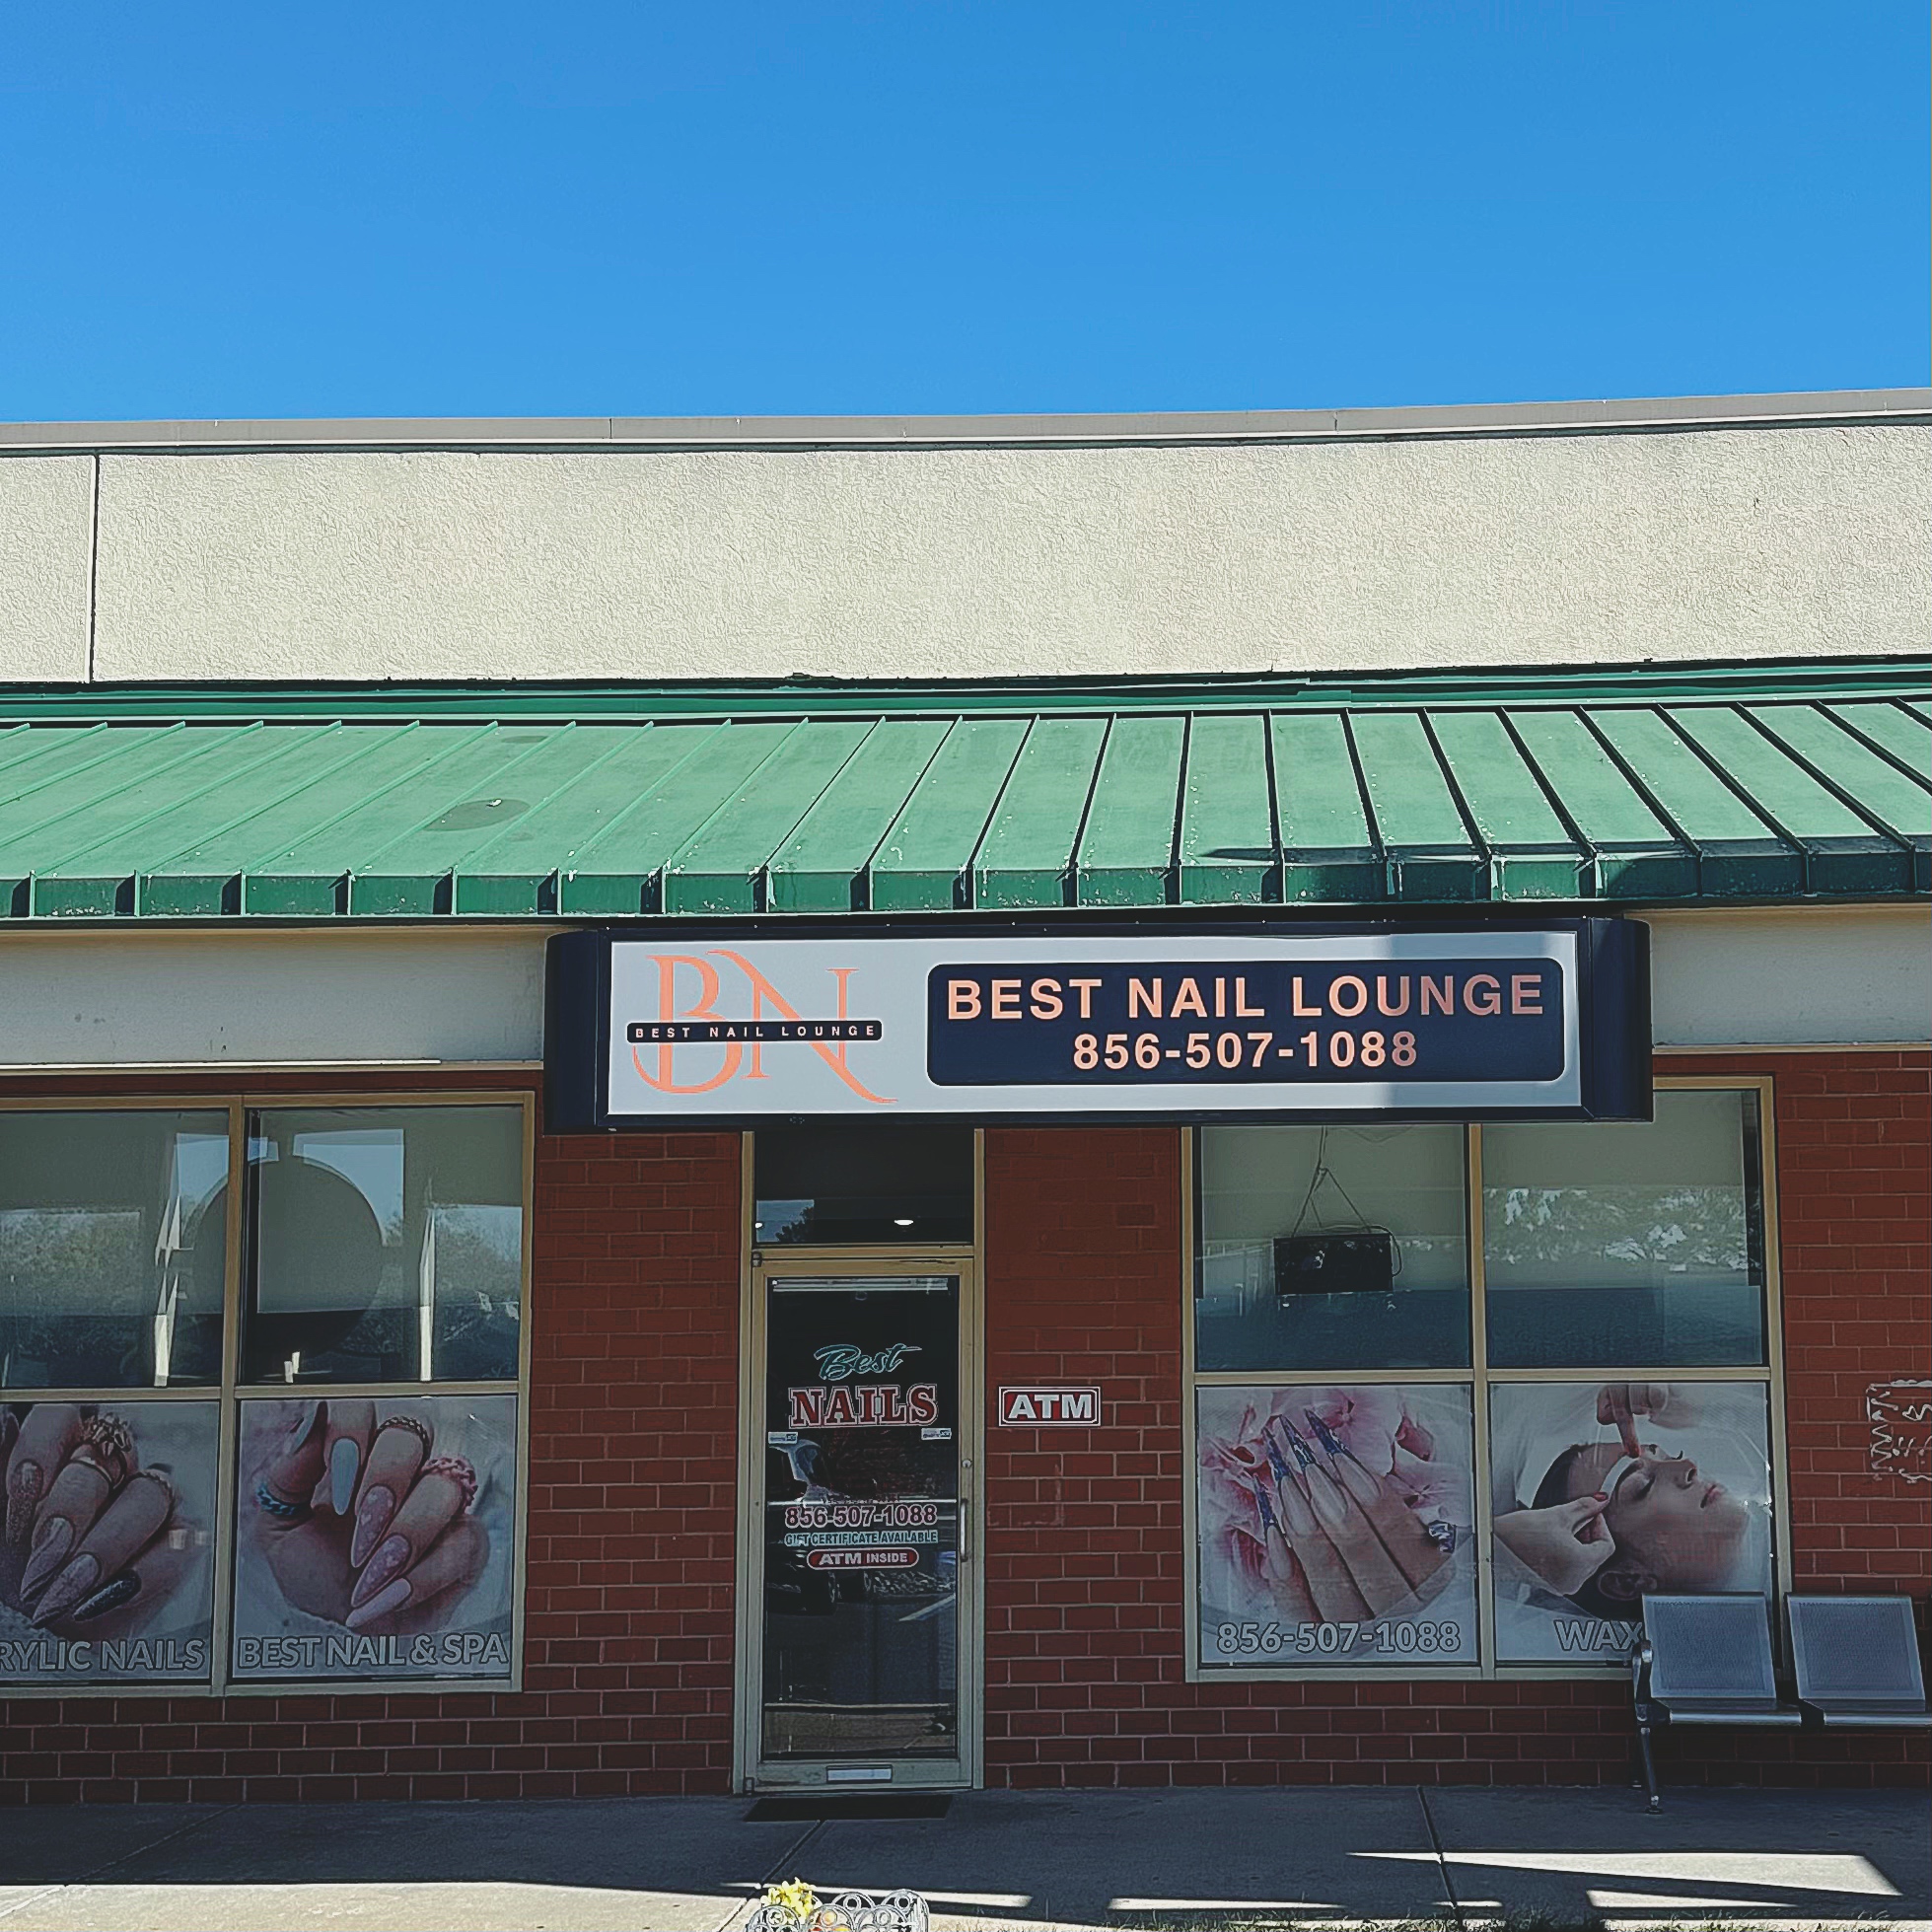 BN
BEST NAIL LOUNGE
BEST NAIL LOUNGE
856-507-1088
Best
NAILS
856-507-1088
GIFT CERTIFICATE AVAILABLE
ATM INSIDE
ATM
RYLIC NAILS
BEST NAIL & SPA
856-507-1088
WAX